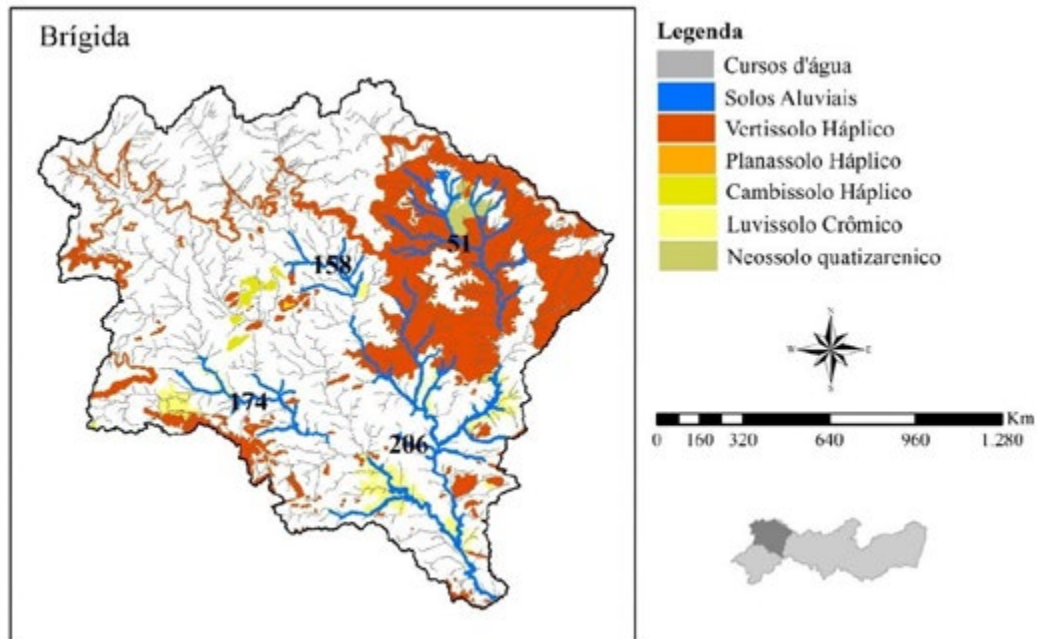 Brígida
158
51
174
206
Legenda
Cursos d'água
Solos Aluviais
Vertissolo Háplico
Planassolo Háplico
Cambissolo Háplico
Luvissolo Crômico
Neossolo quatizarenico
N
W E
S
Km
0 160 320 640 960 1.280